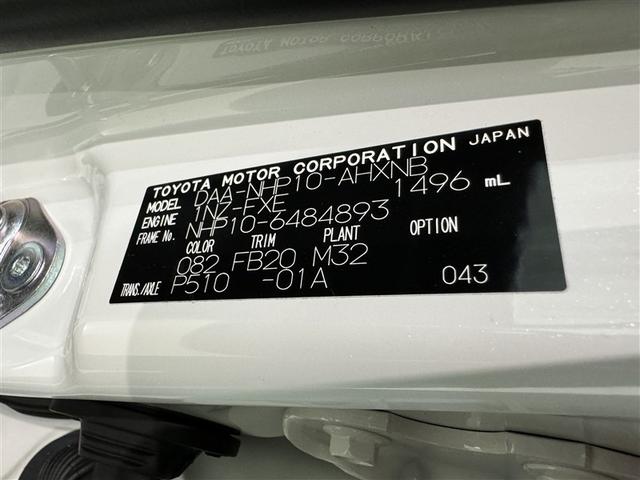 TOYOTA MOTOR CORPORATION JAPAN
MODEL DAA-NHP10-AHXNB
ENGINE 1NZ-FXE 1496 mL
FRAME No. NHP10-6484893
COLOR TRIM PLANT OPTION
082 FB20 M32
TRANS./AXLE P510 -01A 043